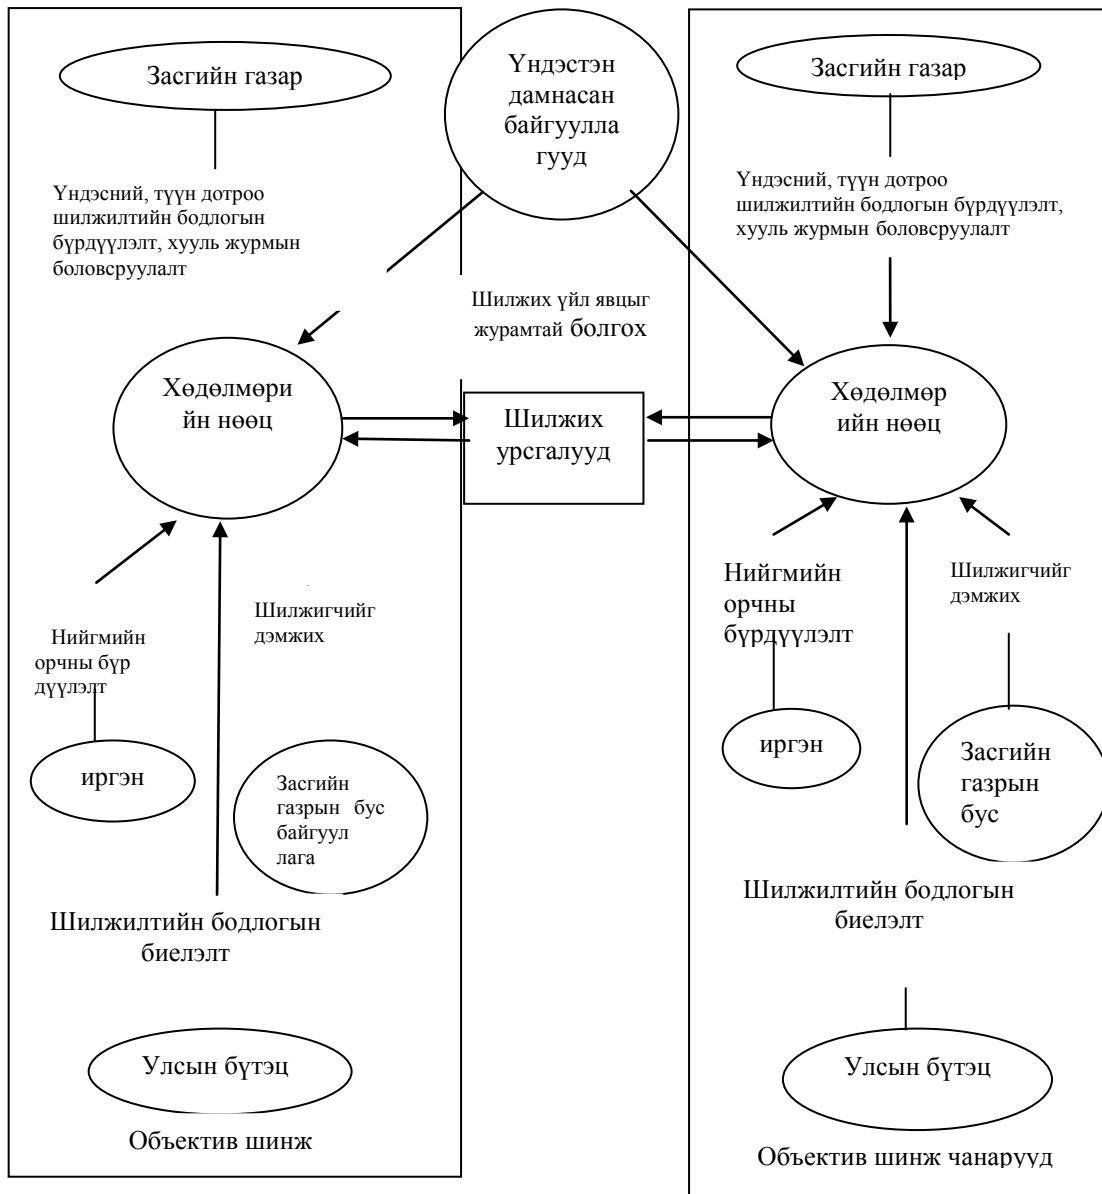 Засгийн газар
Үндэсний, түүн дотроо
шилжилтийн бодлогын
бүрдүүлэлт, хууль журмын
боловсруулалт
Хөдөлмөри
йн нөөц
Нийгмийн
орчны бүр
дүүлэлт
Шилжигчийг
дэмжих
иргэн
Засгийн
газрын бус
байгуул
лага
Шилжилтийн бодлогын
биелэлт
Улсын бүтэц
Объектив шинж
Үндэстэн
дамнасан
байгуулла
гууд
Шилжих үйл явцыг
журамтай болгох
Шилжих
урсгалууд
Засгийн газар
Үндэсний, түүн дотроо
шилжилтийн бодлогын бүрдүүлэлт,
хууль журмын боловсруулалт
Хөдөлмөр
ийн нөөц
Нийгмийн
орчны
бүрдүүлэлт
Шилжигчийг
дэмжих
иргэн
Засгийн
газрын
бус
Шилжилтийн бодлогын
биелэлт
Улсын бүтэц
Объектив шинж чанарууд